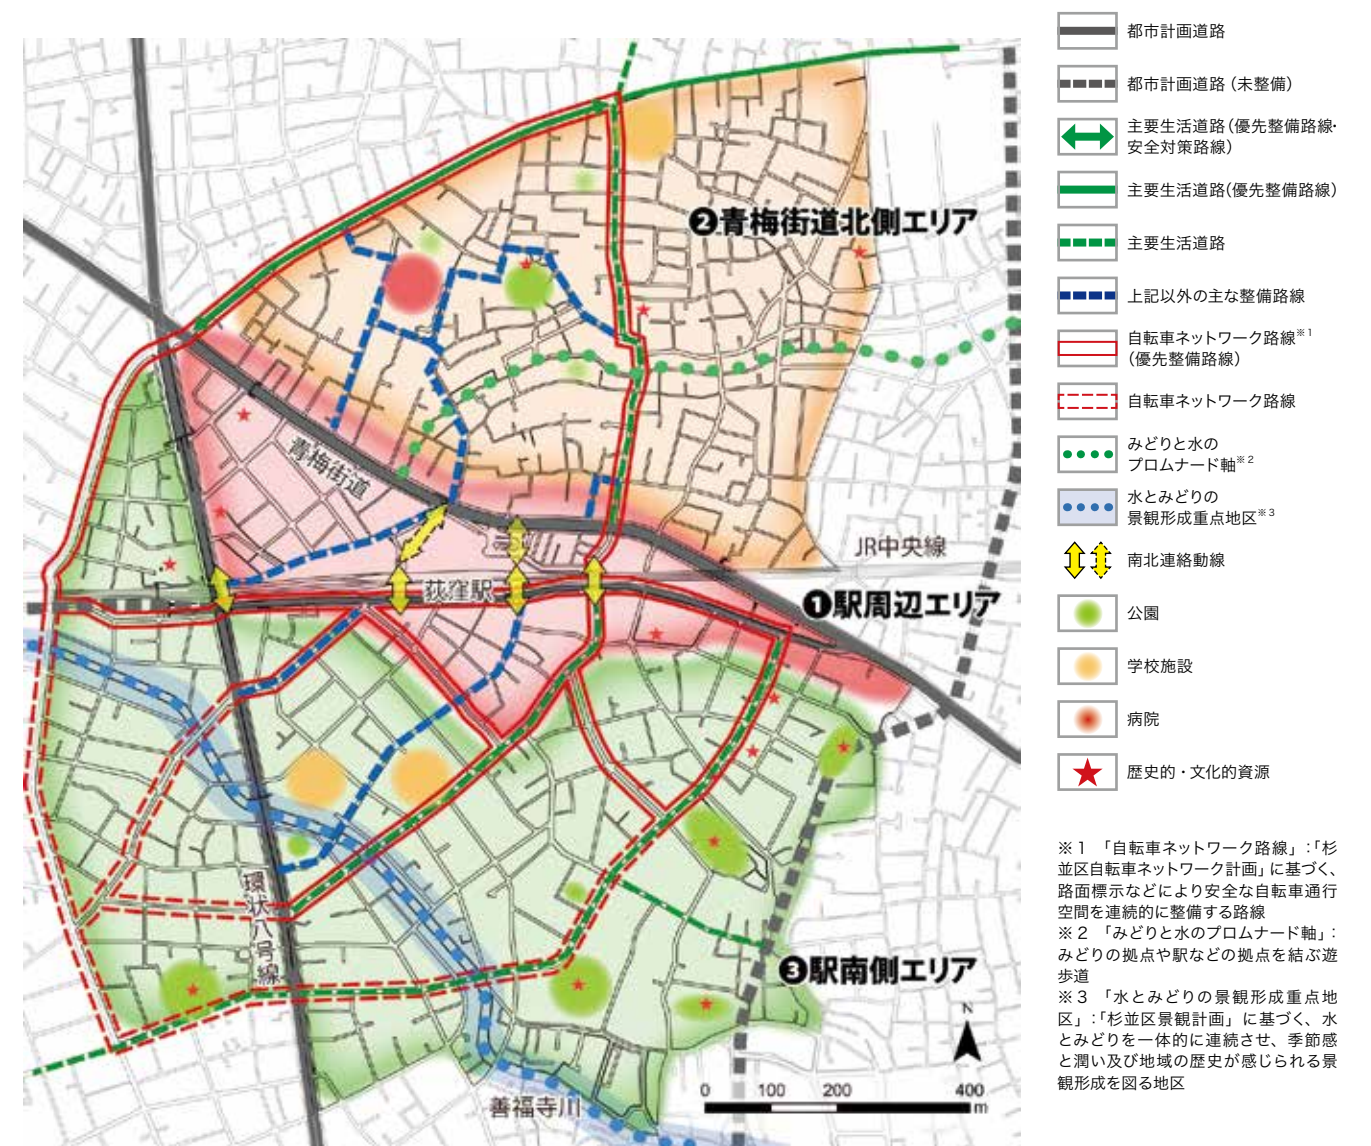 ❷青梅街道北側エリア
青梅街道
JR中央線
荻窪駅
❶駅周辺エリア
環状八号線
❸駅南側エリア
善福寺川
N
0 100 200 400
m
都市計画道路
都市計画道路（未整備）
主要生活道路（優先整備路線・
安全対策路線）
主要生活道路（優先整備路線）
主要生活道路
上記以外の主な整備路線
自転車ネットワーク路線※1
（優先整備路線）
自転車ネットワーク路線
みどりと水の
プロムナード軸※2
水とみどりの
景観形成重点地区※3
南北連絡動線
公園
学校施設
病院
歴史的・文化的資源
※１　「自転車ネットワーク路線」：「杉
並区自転車ネットワーク計画」に基づく、
路面標示などにより安全な自転車通行
空間を連続的に整備する路線
※２　「みどりと水のプロムナード軸」：
みどりの拠点や駅などの拠点を結ぶ遊
歩道
※３　「水とみどりの景観形成重点地
区」：「杉並区景観計画」に基づく、水
とみどりを一体的に連続させ、季節感
と潤い及び地域の歴史が感じられる景
観形成を図る地区